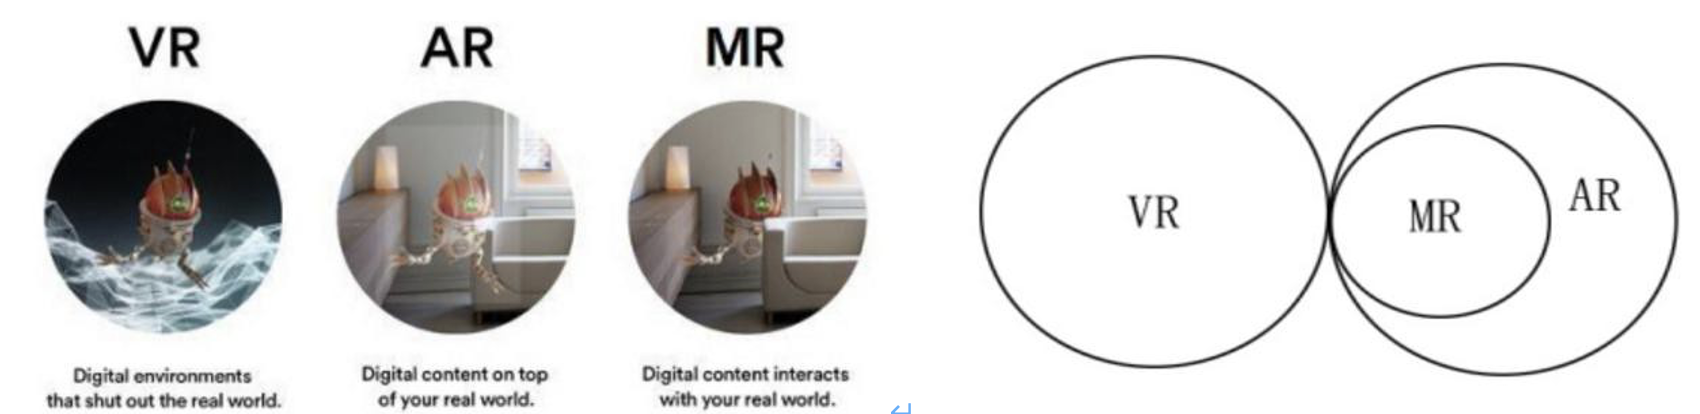 VR
AR
MR
Digital environments
that shut out the real world.
Digital content on top
of your real world.
Digital content interacts
with your real world.
VR
MR
AR